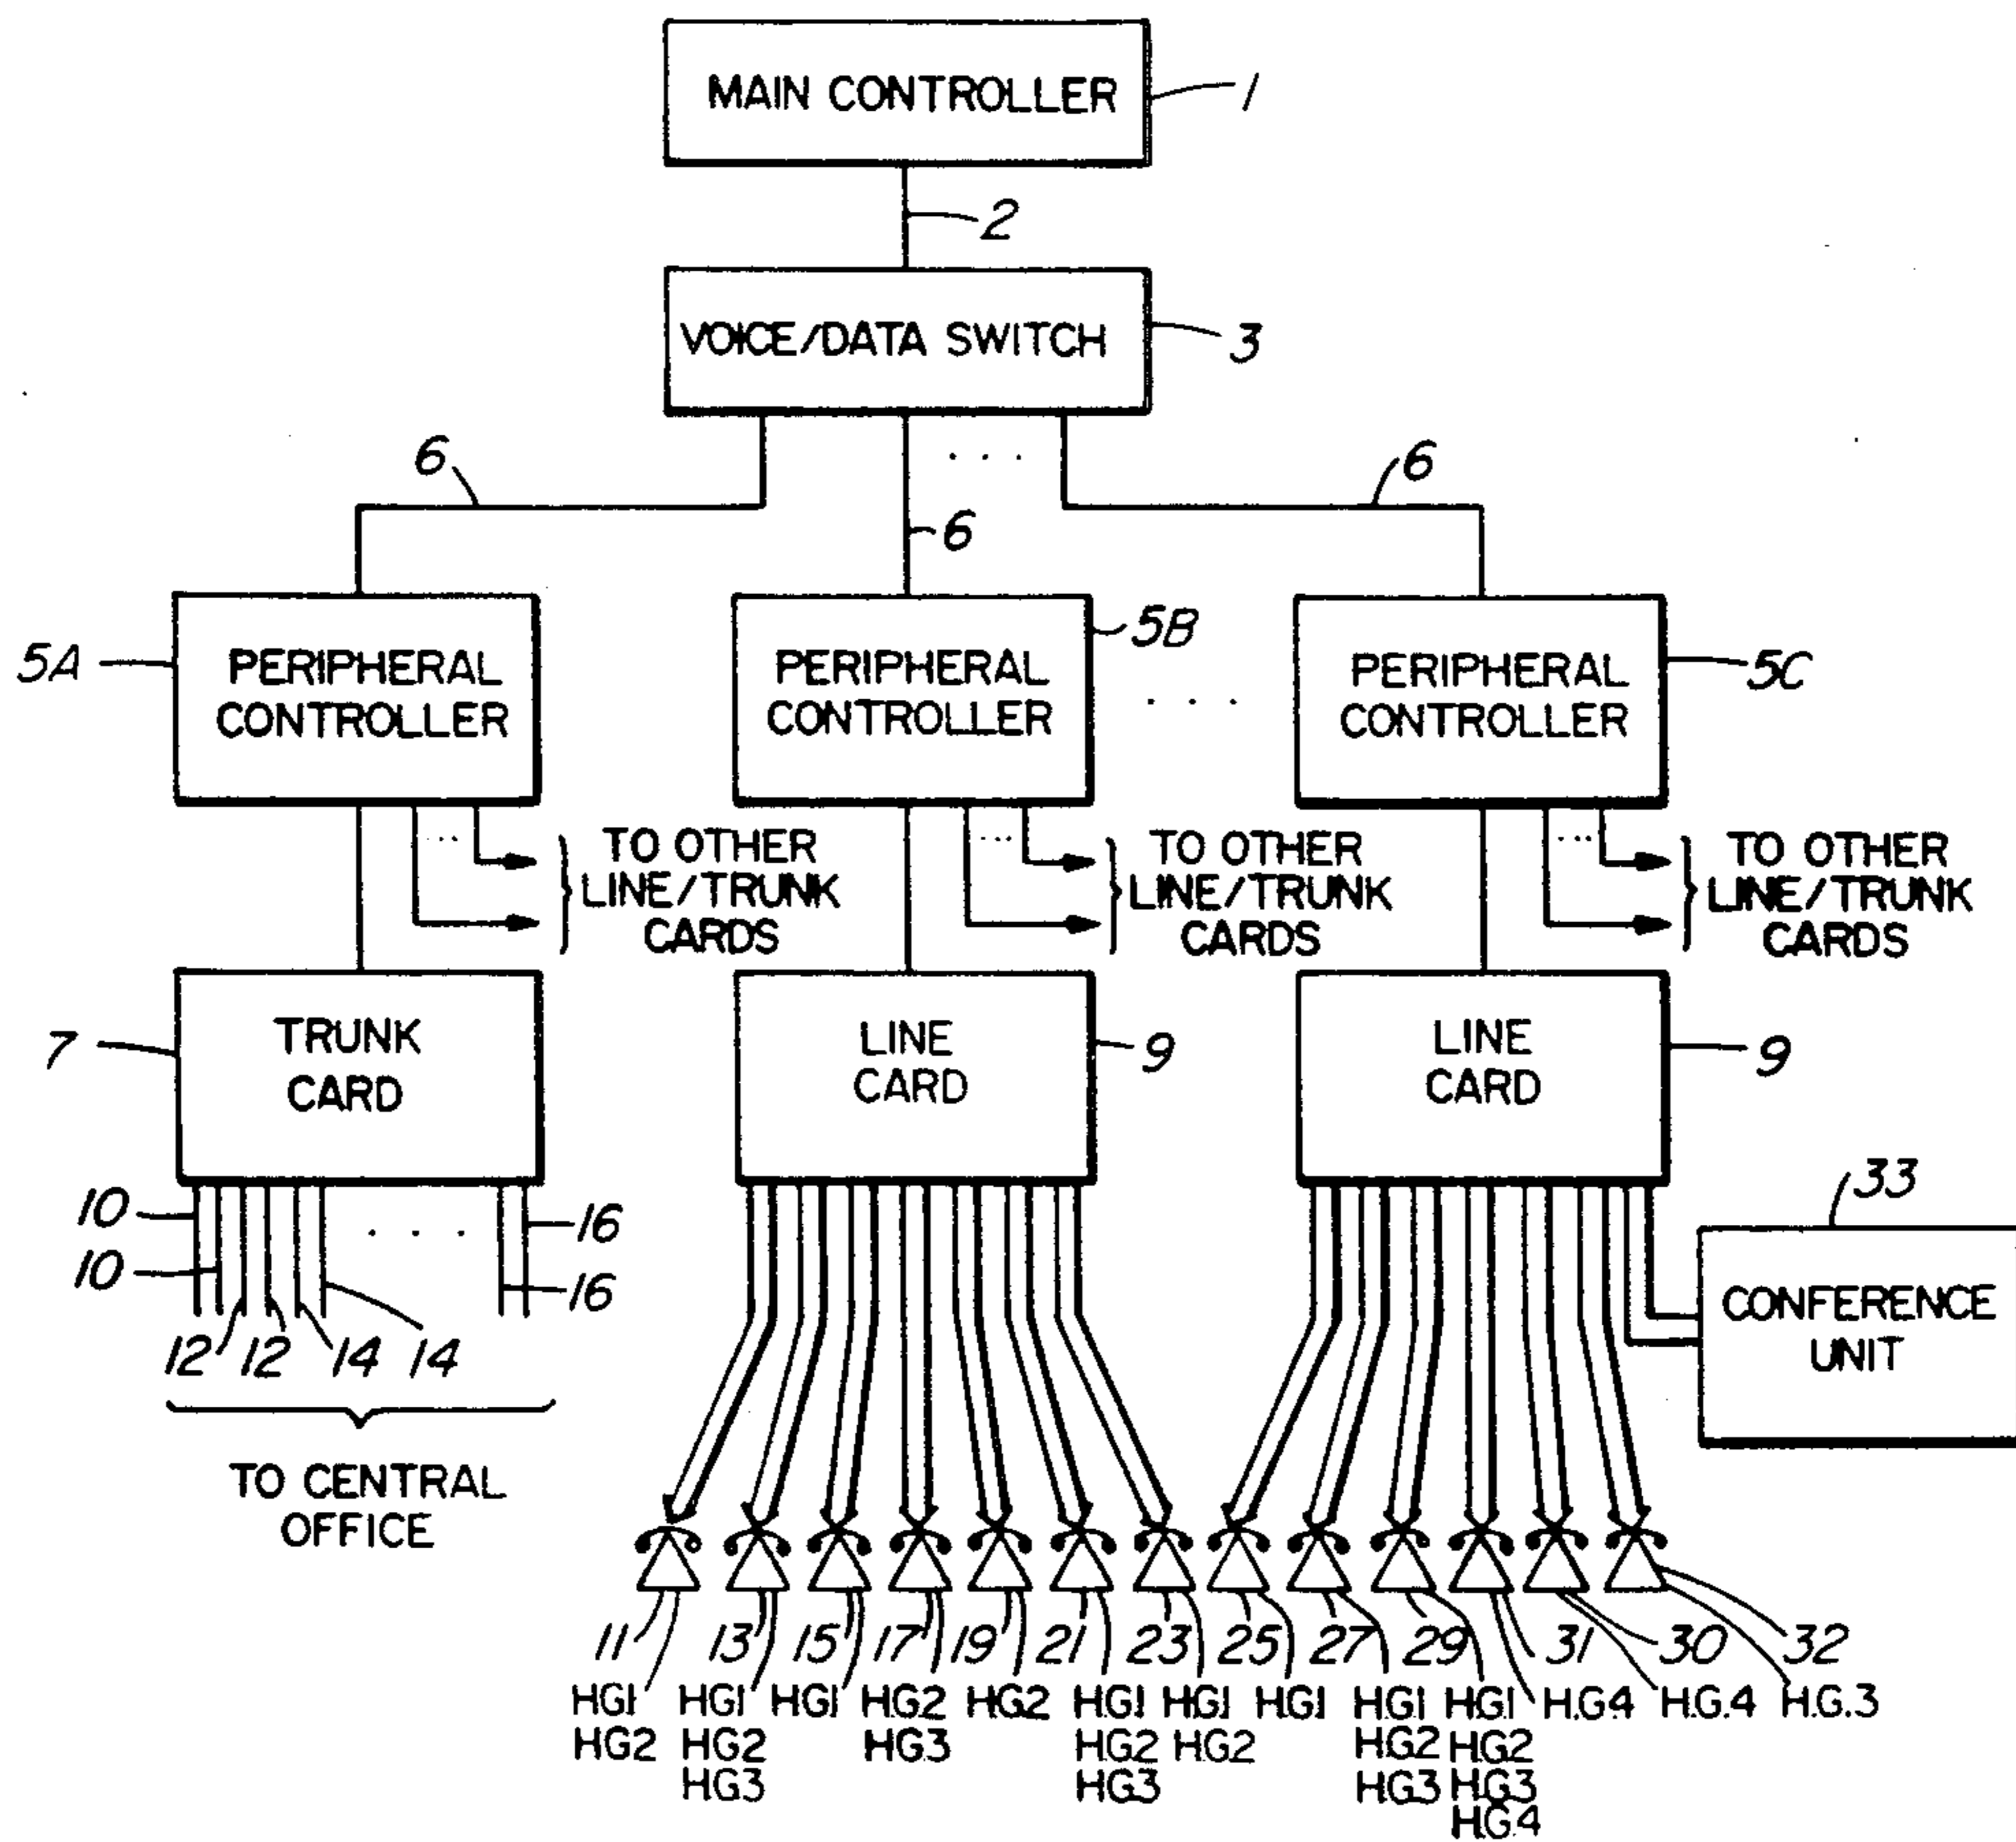 MAIN CONTROLLER
1
2
VOICE/DATA SWITCH
3
. . .
6
6
6
5A
PERIPHERAL
CONTROLLER
PERIPHERAL
CONTROLLER
5B
. . .
PERIPHERAL
CONTROLLER
5C
...
TO OTHER
LINE/TRUNK
CARDS
...
TO OTHER
LINE/TRUNK
CARDS
...
TO OTHER
LINE/TRUNK
CARDS
7
TRUNK
CARD
LINE
CARD
9
LINE
CARD
9
10
10
12
12
14
14
. . . .
16
16
TO CENTRAL
OFFICE
33
CONFERENCE
UNIT
11
13
15
17
19
21
23
25
27
29
31
30
32
HG1
HG2
HG1
HG2
HG3
HG1
H.G.2
HG3
HG2
HG1
HG2
HG3
HG1
HG2
HG1
HG1
HG2
HG3
HG1
HG2
HG3
HG4
H.G.4
H.G.4
H.G.3